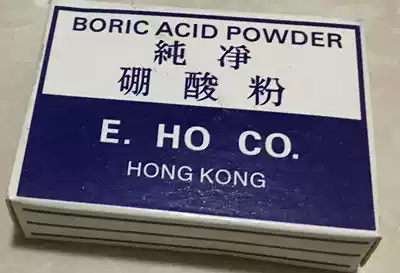 BORIC ACID POWDER
純净
硼酸粉
E. HO CO.
HONG KONG